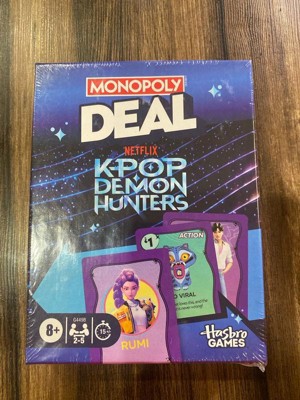 MONOPOLY
DEAL
NETFLIX
KPOP
DEMON
HUNTERS
$1
ACTION
O VIRAL
RUMI
8+
2-5
15+
Hasbro
GAMES